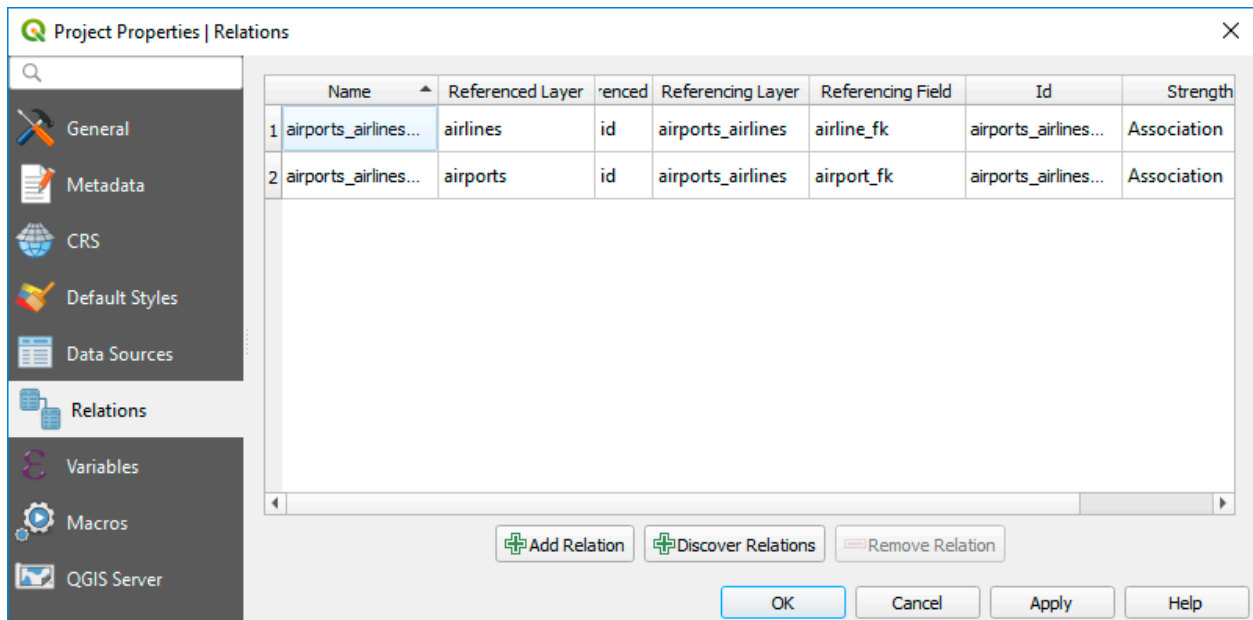 Project Properties | Relations
Name Referenced Layer renced Referencing Layer Referencing Field Id Strength
General
1 airports_airlines... airlines id airports_airlines airline_fk airports_airlines... Association
Metadata
2 airports_airlines... airports id airports_airlines airport_fk airports_airlines... Association
CRS
Default Styles
Data Sources
Relations
Variables
Macros
Add Relation Discover Relations Remove Relation
QGIS Server
OK Cancel Apply Help